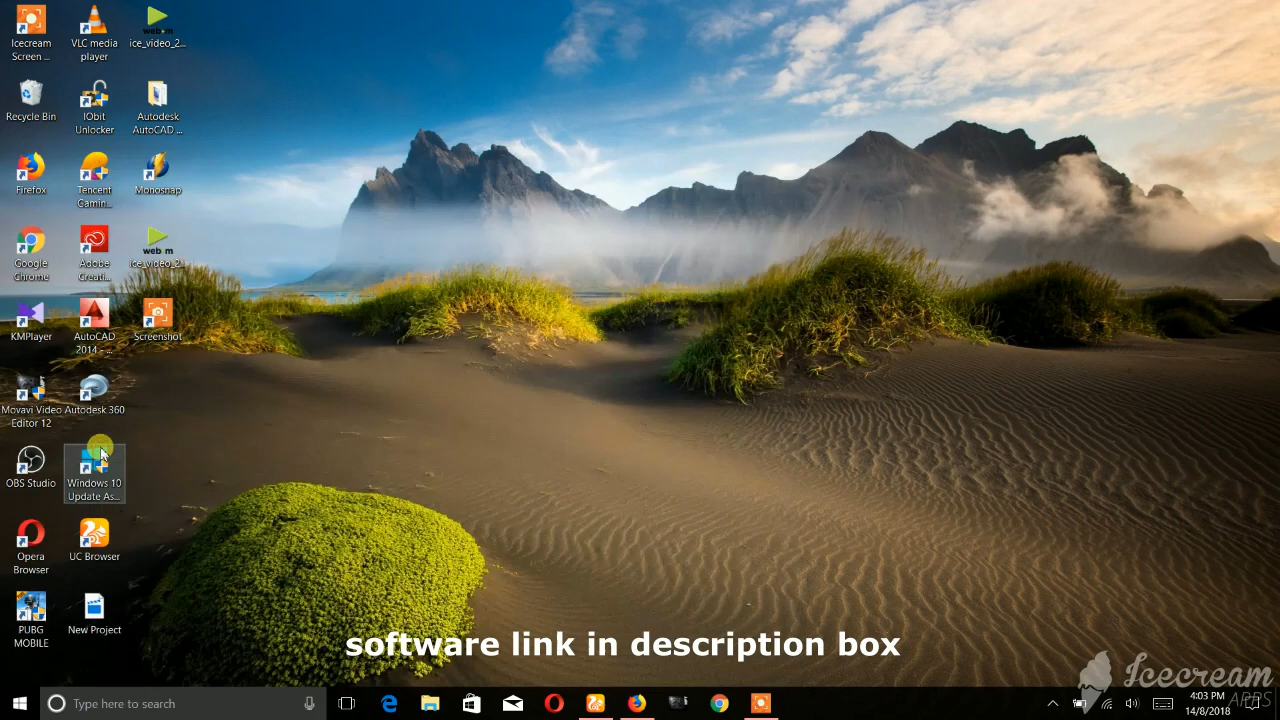 Icecream
Screen ...
VLC media
player
web m
ice_video_2...
Recycle Bin
IObit
Unlocker
Autodesk
AutoCAD ...
Firefox
Tencent
Gamin...
Monosnap
Google
Chrome
Adobe
Creati...
web m
ice_video_2...
KMPlayer
AutoCAD
2014 - ...
Screenshot
Movavi Video
Editor 12
Autodesk 360
OBS Studio
Windows 10
Update As...
Opera
Browser
UC Browser
PUBG
MOBILE
New Project
software link in description box
Icecream
APPS
Type here to search
4:03 PM
14/8/2018